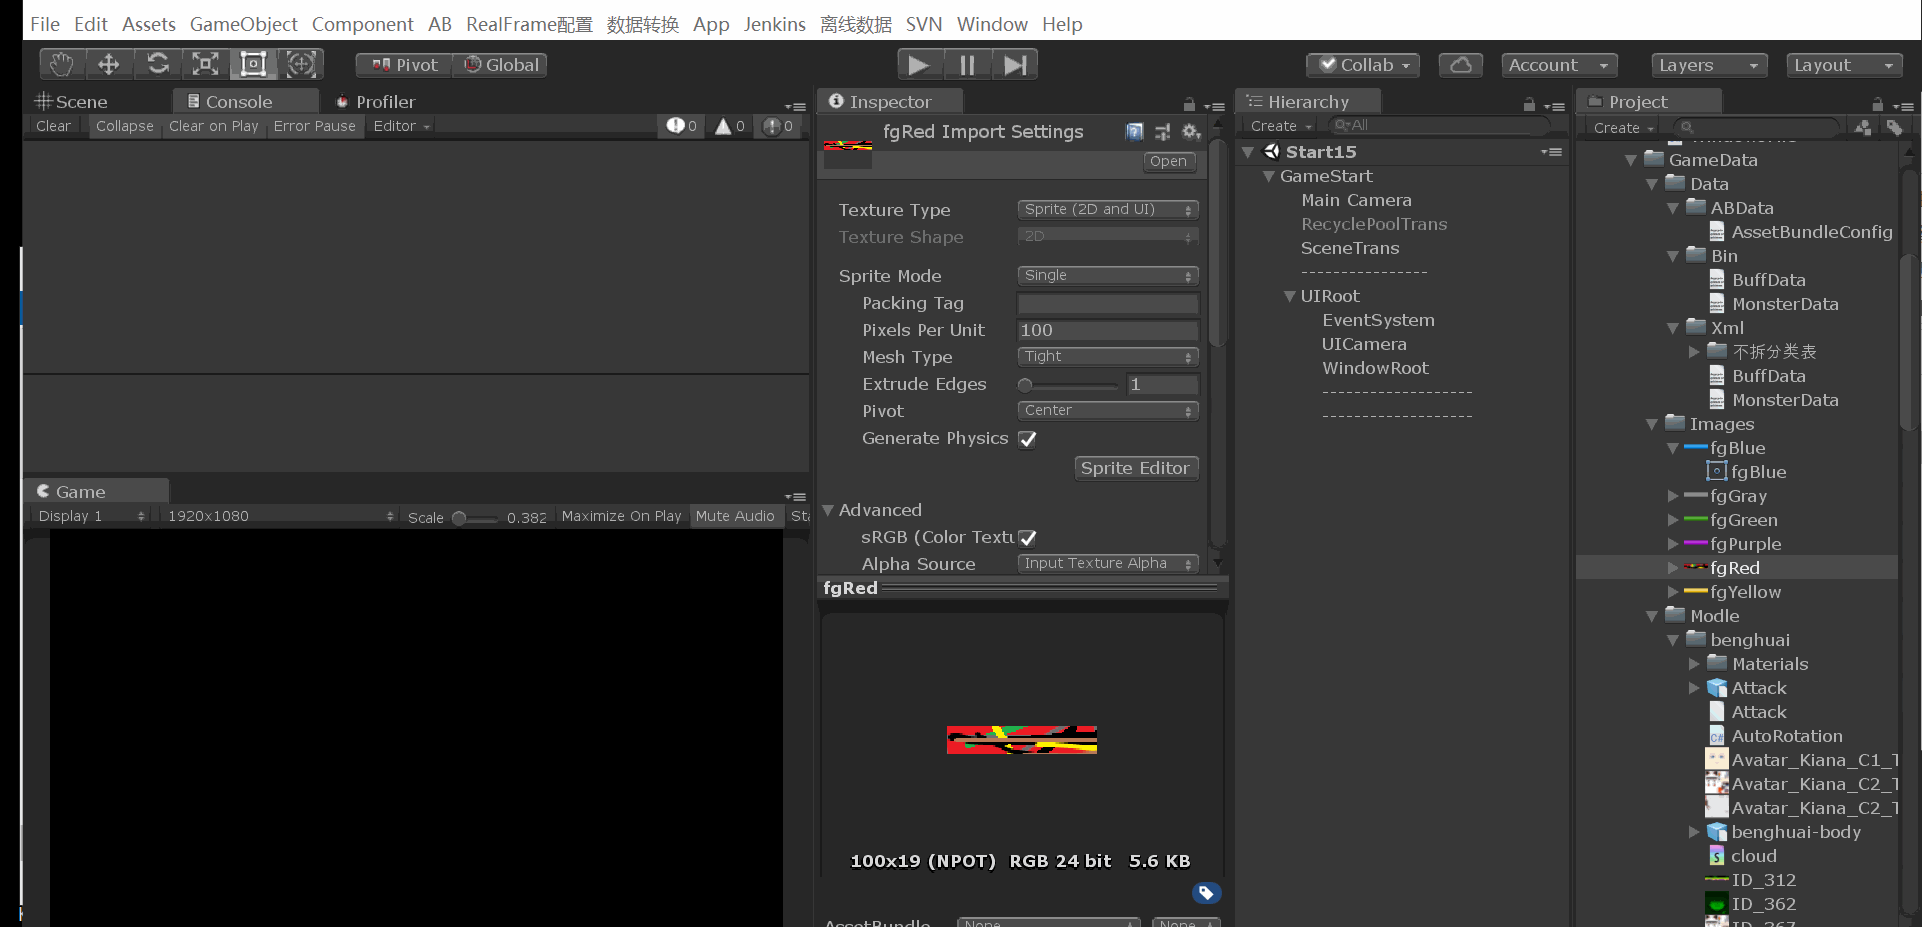 File Edit Assets GameObject Component AB RealFrame配置 数据转换 App Jenkins 离线数据 SVN Window Help
Pivot Global Collab Account Layers Layout
Scene Console Profiler
Clear Collapse Clear on Play Error Pause Editor 0 0 0
Game
Display 1 1920x1080 Scale 0.382 Maximize On Play Mute Audio
Inspector
fgRed Import Settings
Open
Texture Type Sprite (2D and UI)
Texture Shape 2D
Sprite Mode Single
Packing Tag
Pixels Per Unit 100
Mesh Type Tight
Extrude Edges 1
Pivot Center
Generate Physics
Sprite Editor
Advanced
sRGB (Color Textu
Alpha Source Input Texture Alpha
fgRed
100x19 (NPOT) RGB 24 bit 5.6 KB
AssetBundle None None
Hierarchy
Create All
Start15
GameStart
Main Camera
RecyclePoolTrans
SceneTrans
----------------
UIRoot
EventSystem
UICamera
WindowRoot
-------------------
-------------------
Project
Create
GameData
Data
ABData
AssetBundleConfig
Bin
BuffData
MonsterData
Xml
不拆分类表
BuffData
MonsterData
Images
fgBlue
fgBlue
fgGray
fgGreen
fgPurple
fgRed
fgYellow
Modle
benghuai
Materials
Attack
Attack
AutoRotation
Avatar_Kiana_C1_T
Avatar_Kiana_C2_T
Avatar_Kiana_C2_T
benghuai-body
cloud
ID_312
ID_362
ID_367